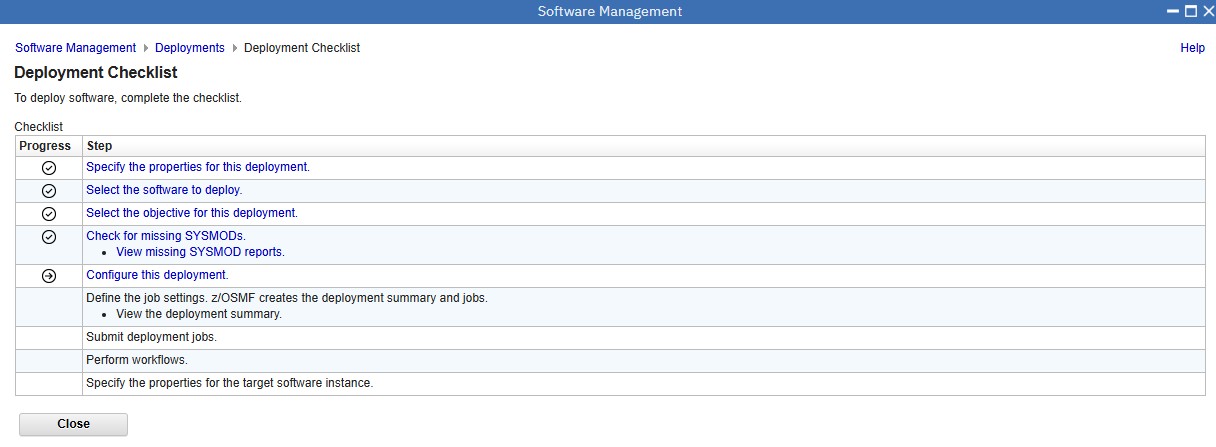 Software Management
Software Management Deployments Deployment Checklist Help
Deployment Checklist
To deploy software, complete the checklist.
Checklist
Progress Step
Specify the properties for this deployment.
Select the software to deploy.
Select the objective for this deployment.
Check for missing SYSMODs.
• View missing SYSMOD reports.
Configure this deployment.
Define the job settings. z/OSMF creates the deployment summary and jobs.
• View the deployment summary.
Submit deployment jobs.
Perform workflows.
Specify the properties for the target software instance.
Close